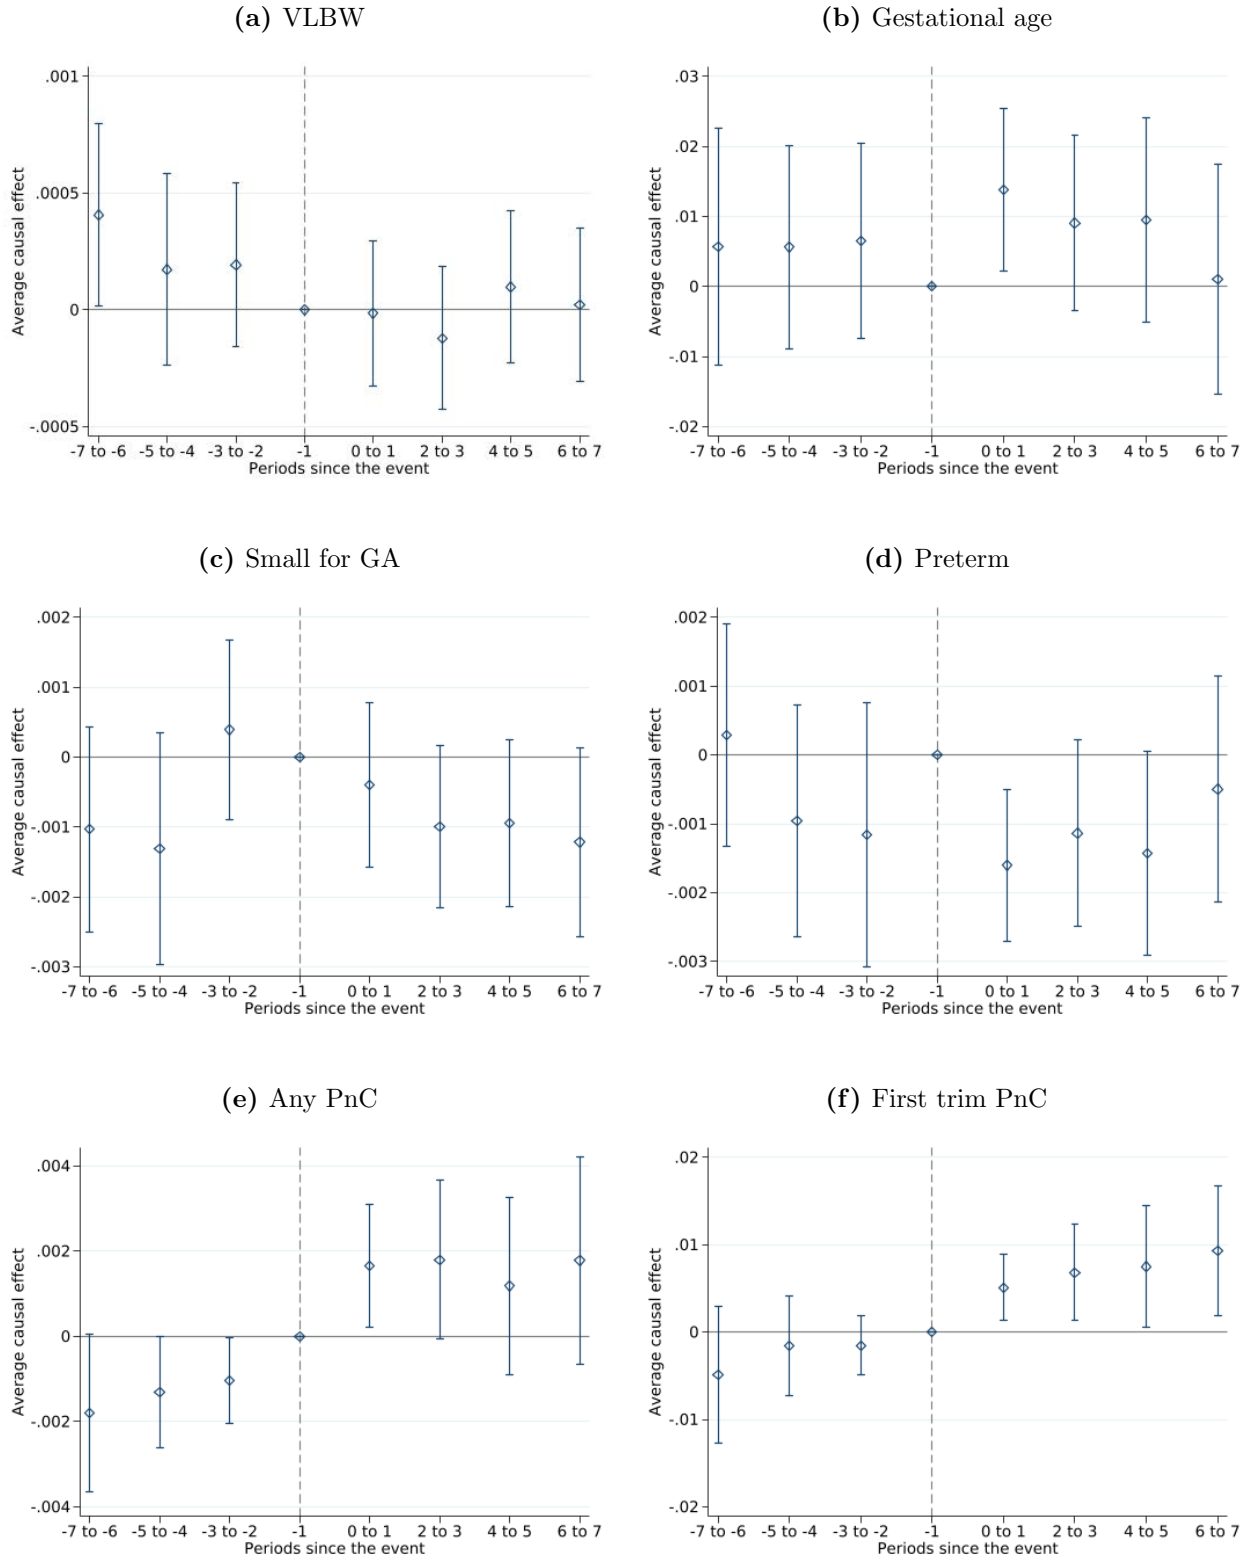 (a) VLBW
.001
.0005
0
-.0005
Average causal effect
-7 to -6 -5 to -4 -3 to -2 -1 0 to 1 2 to 3 4 to 5 6 to 7
Periods since the event
(b) Gestational age
.03
.02
.01
0
-.01
-.02
Average causal effect
-7 to -6 -5 to -4 -3 to -2 -1 0 to 1 2 to 3 4 to 5 6 to 7
Periods since the event
(c) Small for GA
.002
.001
0
-.001
-.002
-.003
Average causal effect
-7 to -6 -5 to -4 -3 to -2 -1 0 to 1 2 to 3 4 to 5 6 to 7
Periods since the event
(d) Preterm
.002
.001
0
-.001
-.002
-.003
Average causal effect
-7 to -6 -5 to -4 -3 to -2 -1 0 to 1 2 to 3 4 to 5 6 to 7
Periods since the event
(e) Any PnC
.004
.002
0
-.002
-.004
Average causal effect
-7 to -6 -5 to -4 -3 to -2 -1 0 to 1 2 to 3 4 to 5 6 to 7
Periods since the event
(f) First trim PnC
.02
.01
0
-.01
-.02
Average causal effect
-7 to -6 -5 to -4 -3 to -2 -1 0 to 1 2 to 3 4 to 5 6 to 7
Periods since the event